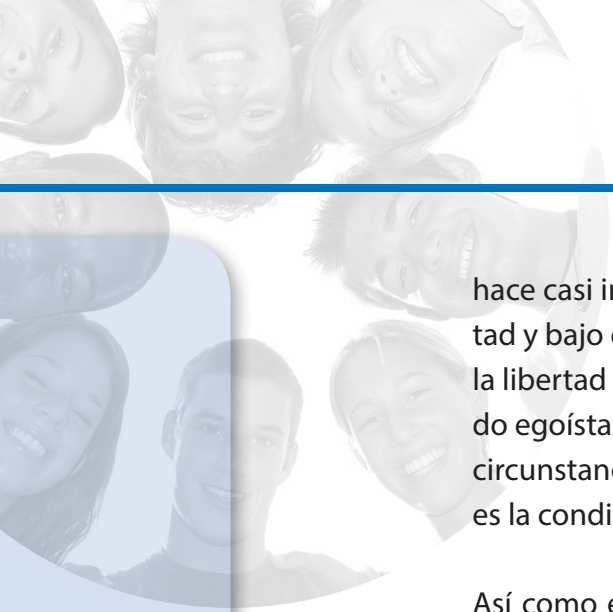 hace casi
tad y bajo
la libertad
do egoísta
es la
Así como